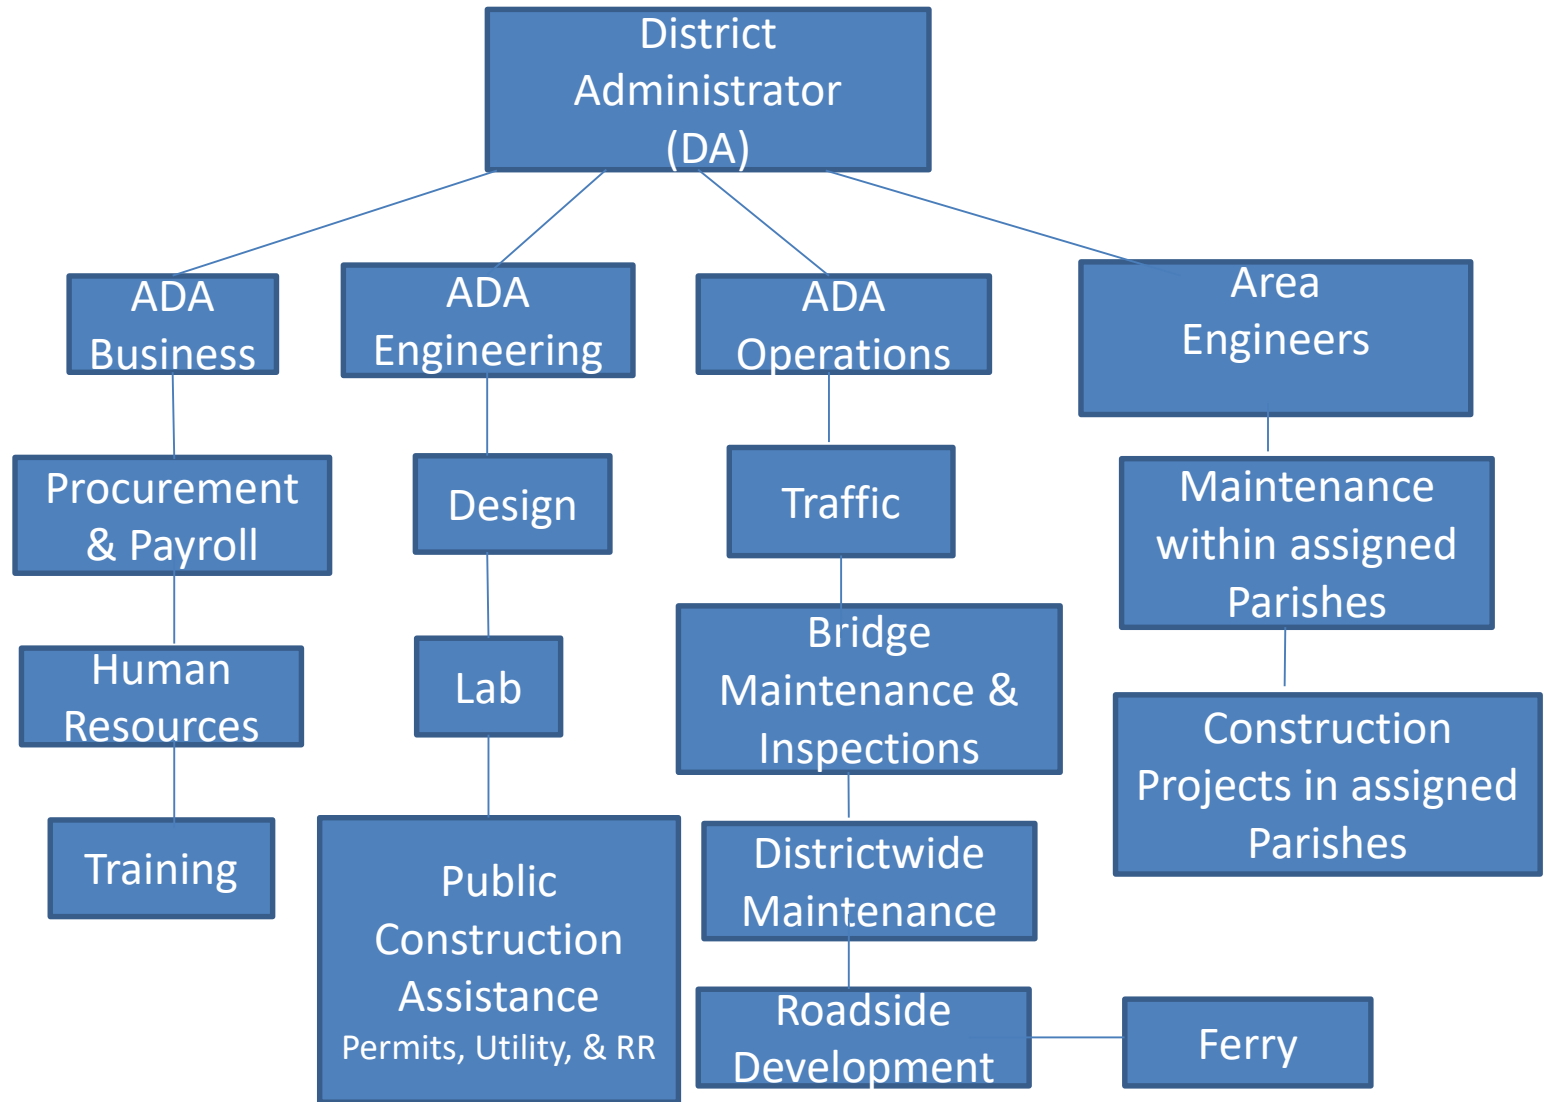 District
Administrator
(DA)
ADA
Business
ADA
Engineering
ADA
Operations
Area
Engineers
Procurement
& Payroll
Design
Traffic
Maintenance
within assigned
Parishes
Human
Resources
Lab
Bridge
Maintenance &
Inspections
Construction
Projects in assigned
Parishes
Training
Public
Construction
Assistance
Permits, Utility, & RR
Districtwide
Maintenance
Roadside
Development
Ferry